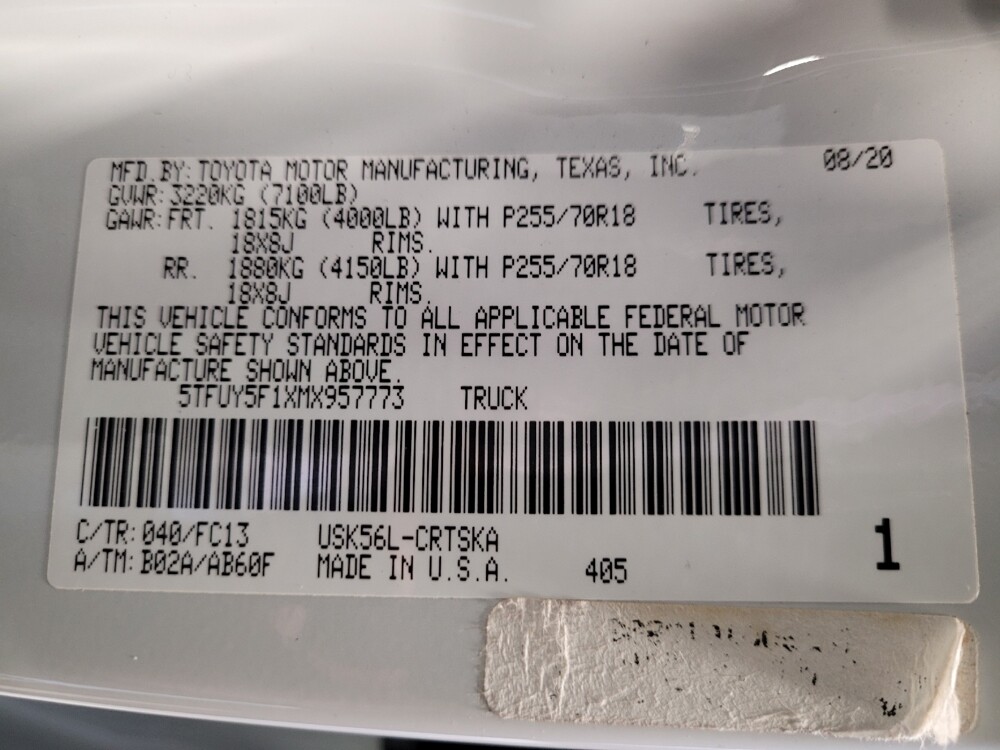 MFD.BY: TOYOTA MOTOR MANUFACTURING, TEXAS, INC. 08/20
GVWR: 3220KG (7100LB)
GAWR: FRT. 1815KG (4000LB) WITH P255/70R18 TIRES,
18X8J RIMS.
RR. 1880KG (4150LB) WITH P255/70R18 TIRES,
18X8J RIMS.
THIS VEHICLE CONFORMS TO ALL APPLICABLE FEDERAL MOTOR
VEHICLE SAFETY STANDARDS IN EFFECT ON THE DATE OF
MANUFACTURE SHOWN ABOVE.
5TFUY5F1XMX957773 TRUCK
C/TR: 040/FC13 USK56L-CRTSKA 1
A/TM: B02A/AB60F MADE IN U.S.A. 405